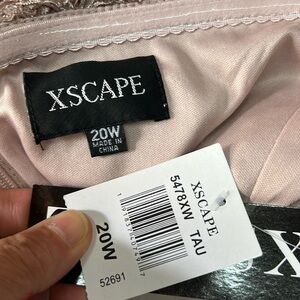 XSCAPE
20W
MADE IN
CHINA
XSCAPE
5478XW TAU
20W
52691
X